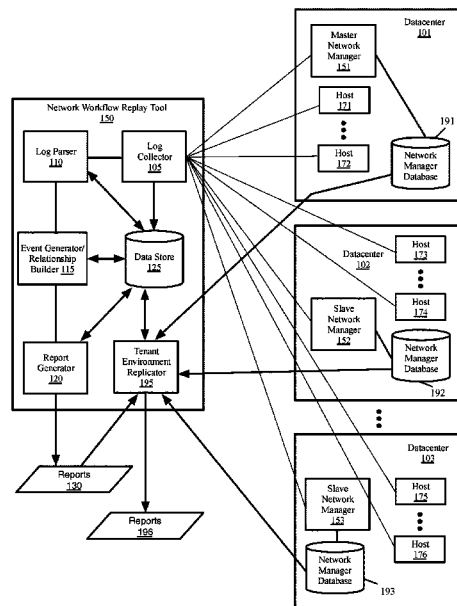 Network Workflow Replay Tool
150
Log Parser
110
Log
Collector
105
Event Generator/
Relationship
Builder 115
Data Store
125
Report
Generator
120
Tenant
Environment
Replicator
195
Reports
130
Reports
196
Datacenter
101
Master
Network
Manager
151
Host
171
Host
172
191
Network
Manager
Database
Datacenter
102
Host
173
Host
174
Slave
Network
Manager
152
Network
Manager
Database
192
Datacenter
103
Slave
Network
Manager
153
Host
175
Host
176
Network
Manager
Database
193